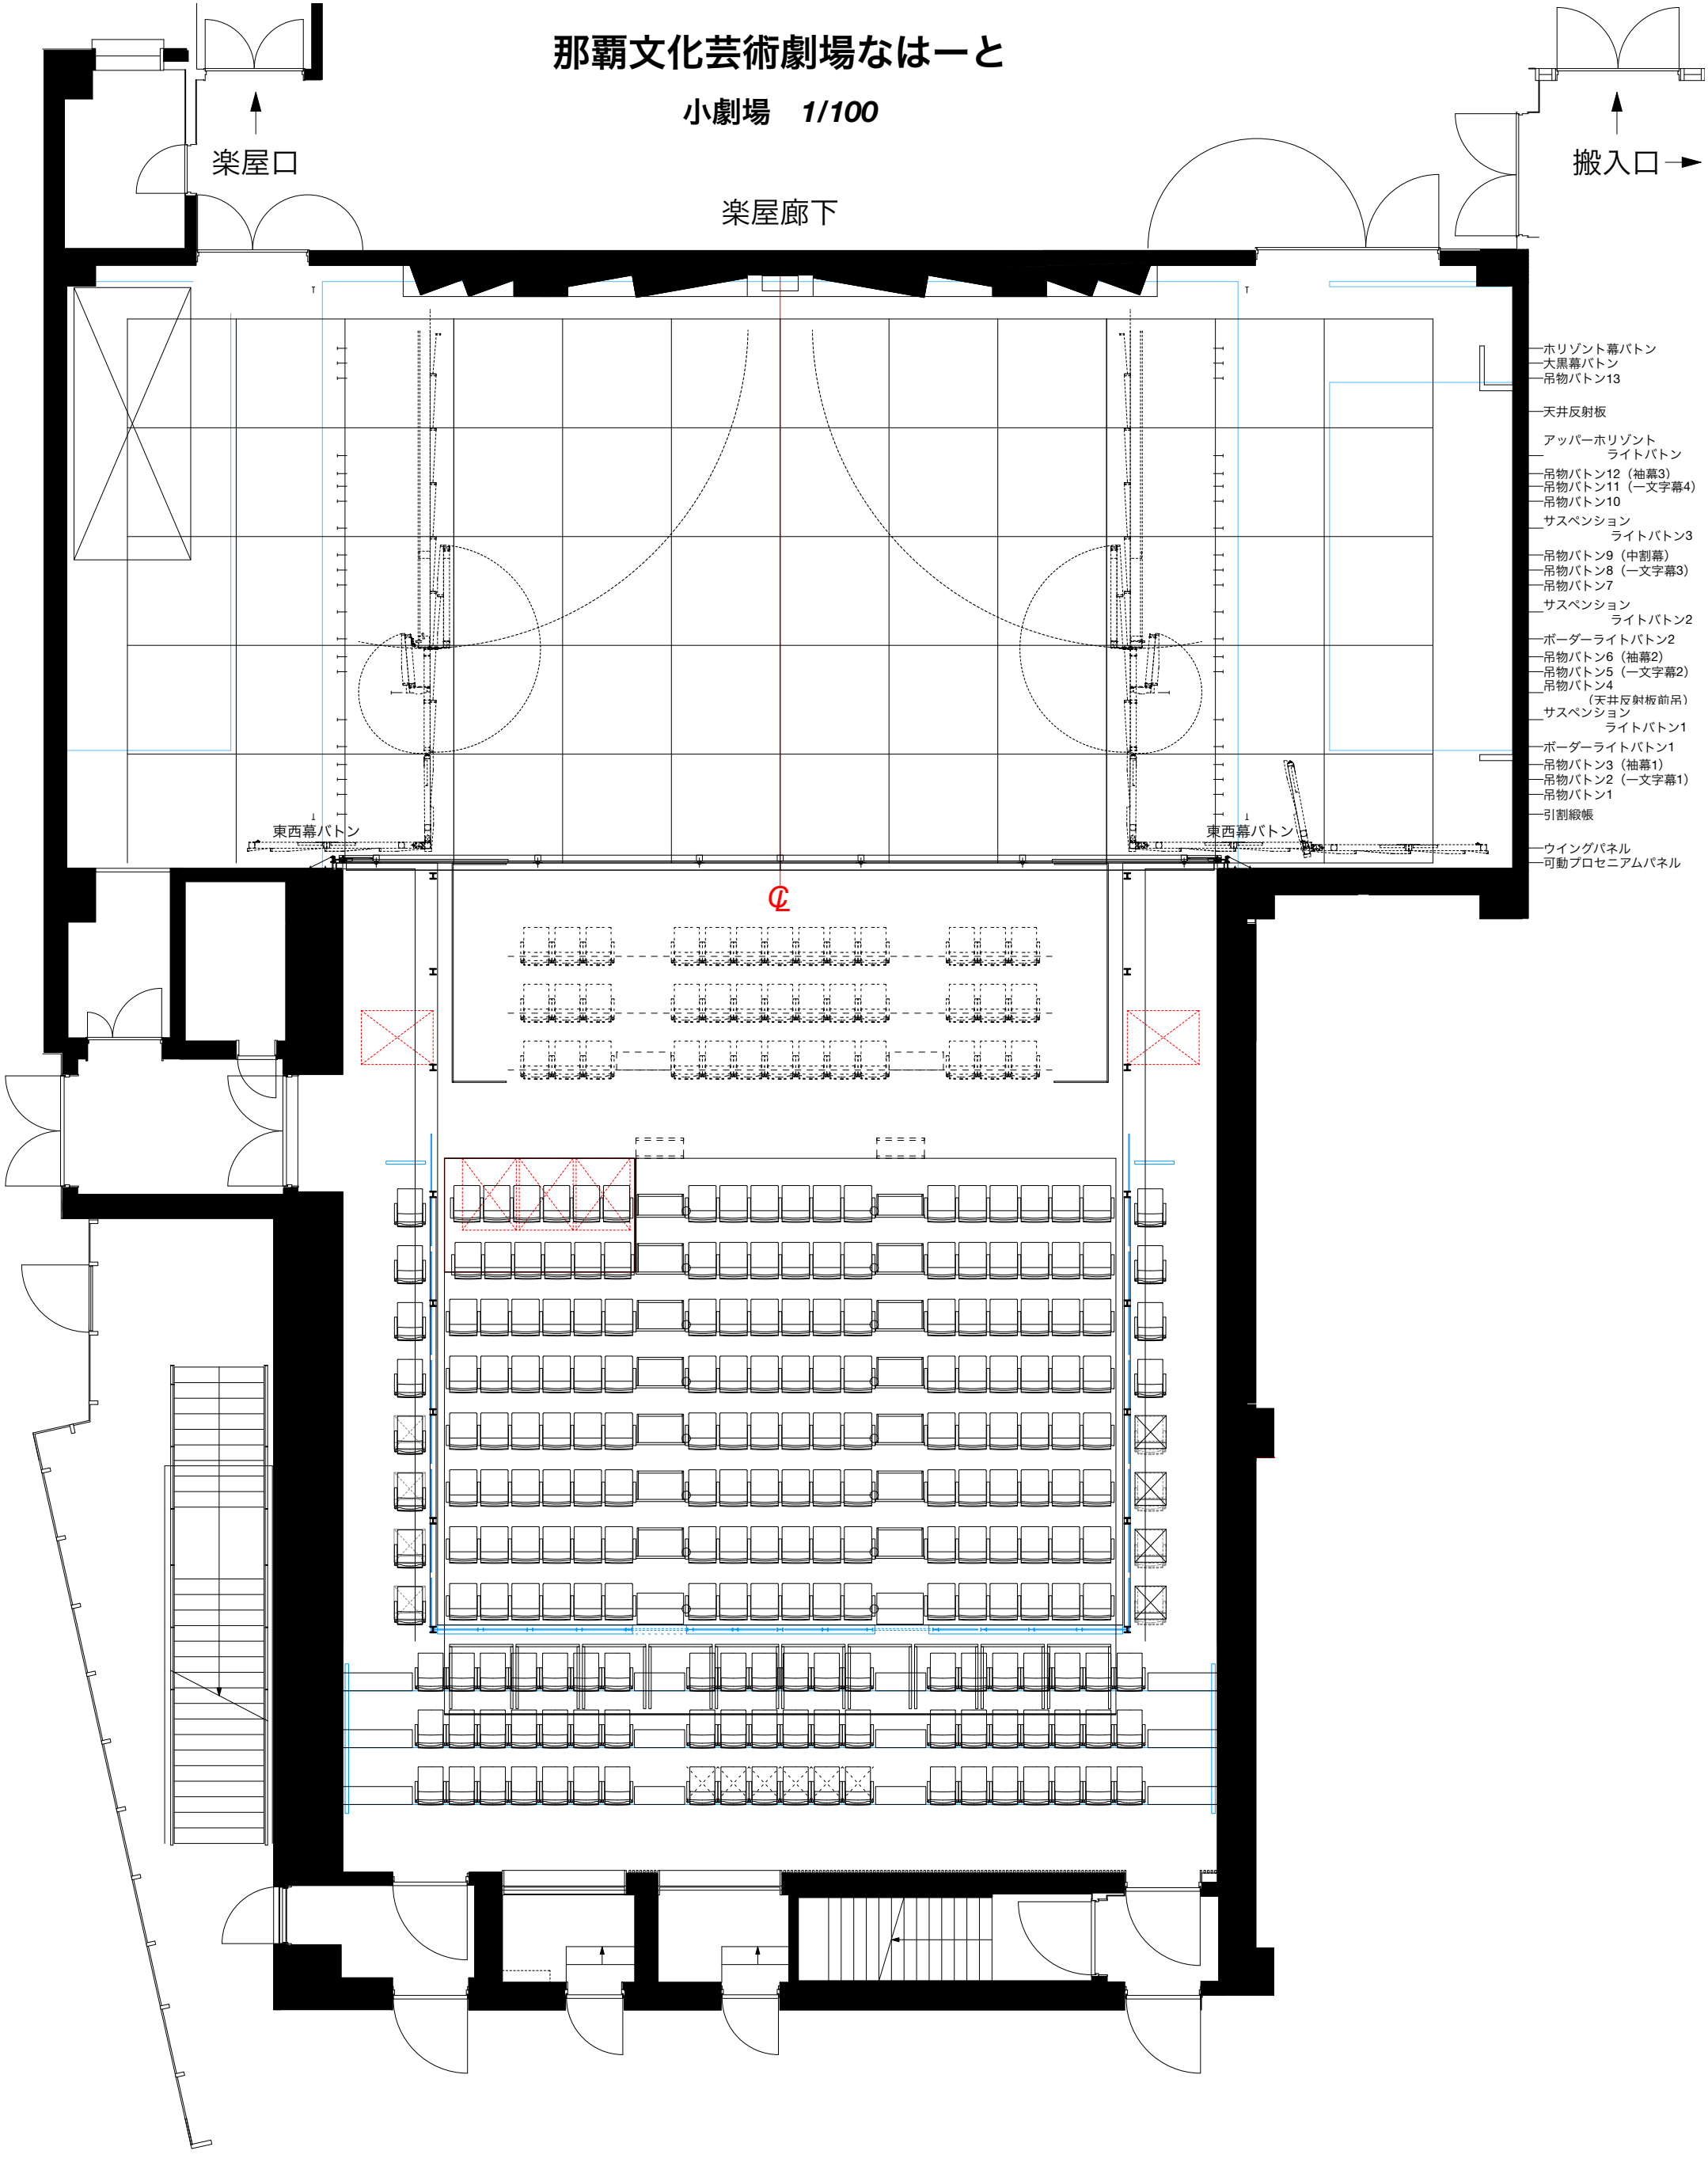 那覇文化芸術劇場なはーと
小劇場 1/100
楽屋口
搬入口
楽屋廊下
ホリゾント幕バトン
大黒幕バトン
吊物バトン13
天井反射板
アッパーホリゾント
ライトバトン
吊物バトン12（袖幕3）
吊物バトン11（一文字幕4）
吊物バトン10
サスペンション
ライトバトン3
吊物バトン9（中割幕）
吊物バトン8（一文字幕3）
吊物バトン7
サスペンション
ライトバトン2
ボーダーライトバトン2
吊物バトン6（袖幕2）
吊物バトン5（一文字幕2）
吊物バトン4
（天井反射板前吊）
サスペンション
ライトバトン1
ボーダーライトバトン1
吊物バトン3（袖幕1）
吊物バトン2（一文字幕1）
吊物バトン1
引割緞帳
東西幕バトン
東西幕バトン
ウイングパネル
可動プロセニアムパネル
CL